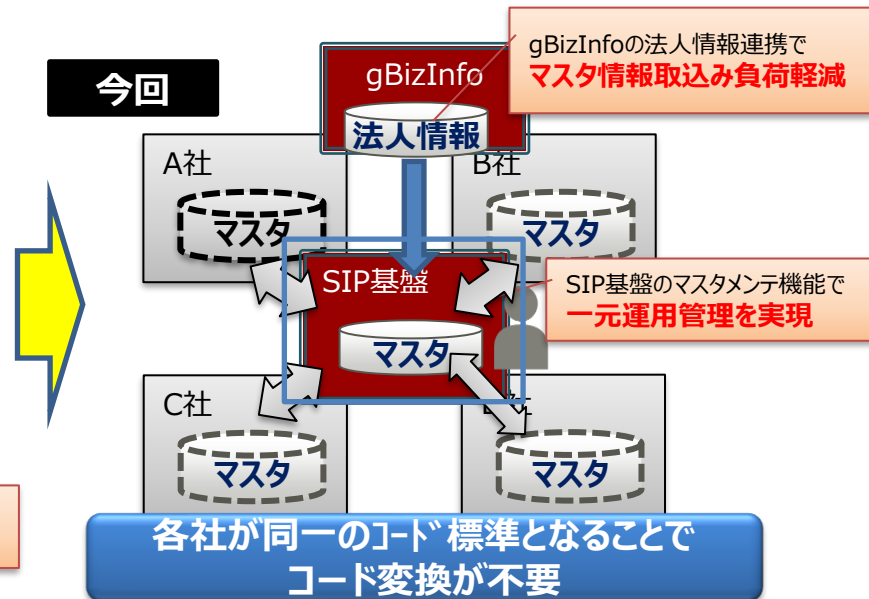 今回
gBizInfo
法人情報
gBizInfoの法人情報連携で
マスタ情報取込み負荷軽減
A社
マスタ
B社
マスタ
SIP基盤
マスタ
SIP基盤のマスタメンテ機能で
一元運用管理を実現
C社
マスタ
社
マスタ
各社が同一のｺｰﾄﾞ標準となることで
コード変換が不要